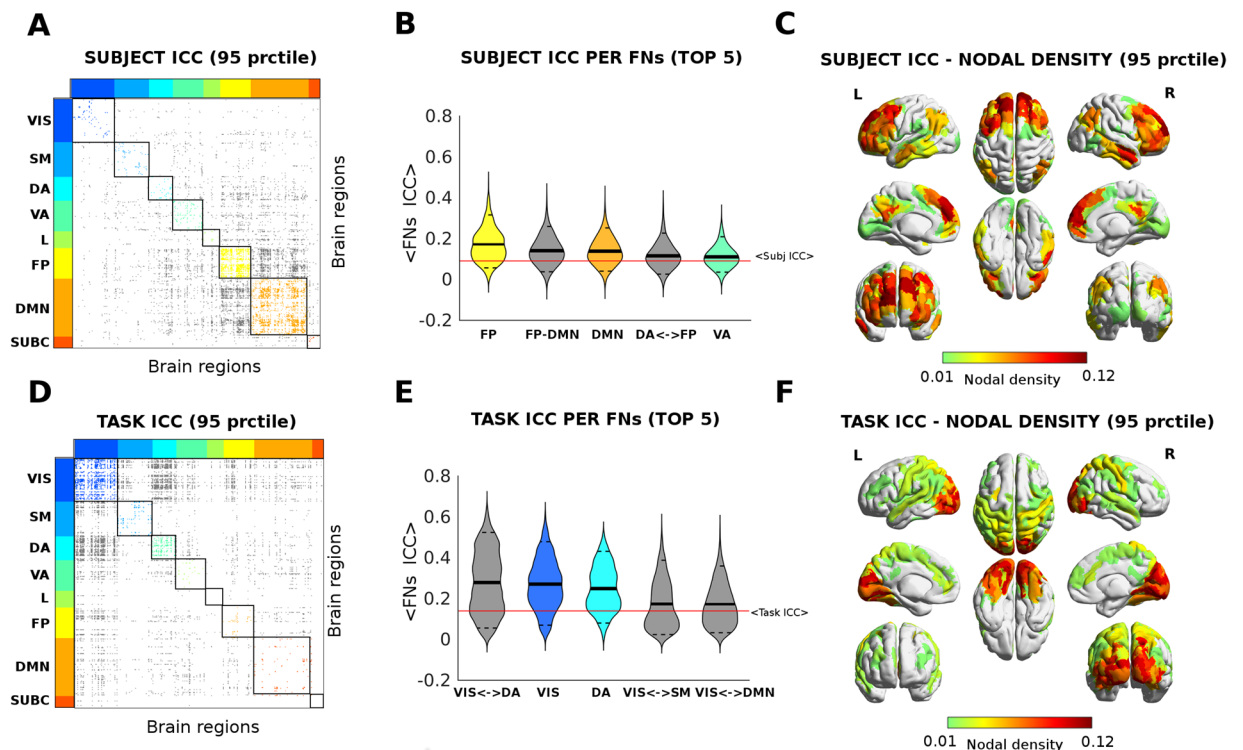 A
SUBJECT ICC (95 prctile)
VIS
SM
DA
VA
L
FP
DMN
SUBC
Brain regions
Brain regions
B
SUBJECT ICC PER FNs (TOP 5)
<FNs ICC>
0.8
0.6
0.4
0.2
0
-0.2
<Subj ICC>
FP FP-DMN DMN DA<->FP VA
C
SUBJECT ICC - NODAL DENSITY (95 prctile)
L R
0.01 Nodal density 0.12
D
TASK ICC (95 prctile)
VIS
SM
DA
VA
L
FP
DMN
SUBC
Brain regions
Brain regions
E
TASK ICC PER FNs (TOP 5)
<FNs ICC>
0.8
0.6
0.4
0.2
0
-0.2
<Task ICC>
VIS<->DA VIS DA VIS<->SM VIS<->DMN
F
TASK ICC - NODAL DENSITY (95 prctile)
L R
0.01 Nodal density 0.12